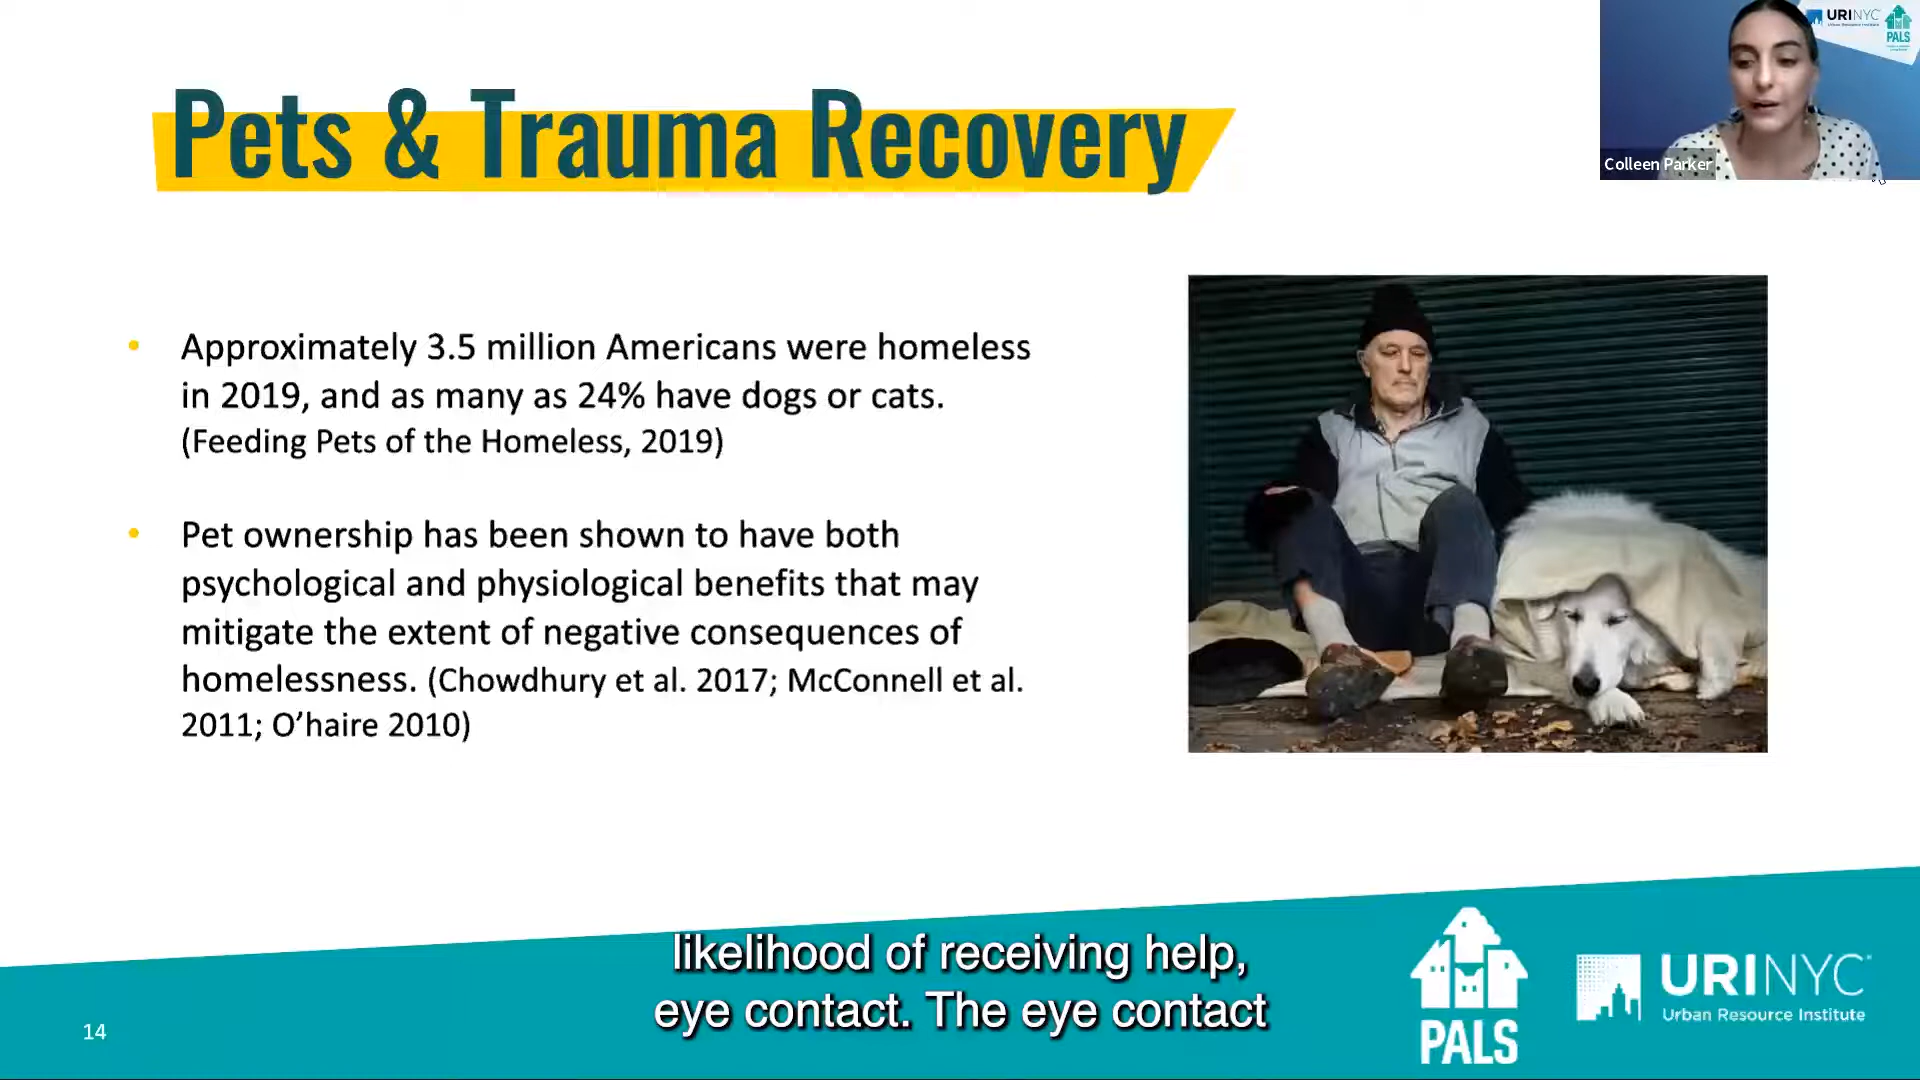 URINYC
PALS
Colleen Parker
Pets & Trauma Recovery
• Approximately 3.5 million Americans were homeless
in 2019, and as many as 24% have dogs or cats.
(Feeding Pets of the Homeless, 2019)
• Pet ownership has been shown to have both
psychological and physiological benefits that may
mitigate the extent of negative consequences of
homelessness. (Chowdhury et al. 2017; McConnell et al.
2011; O’haire 2010)
likelihood of receiving help,
eye contact. The eye contact
14
PALS
URINYC
Urban Resource Institute